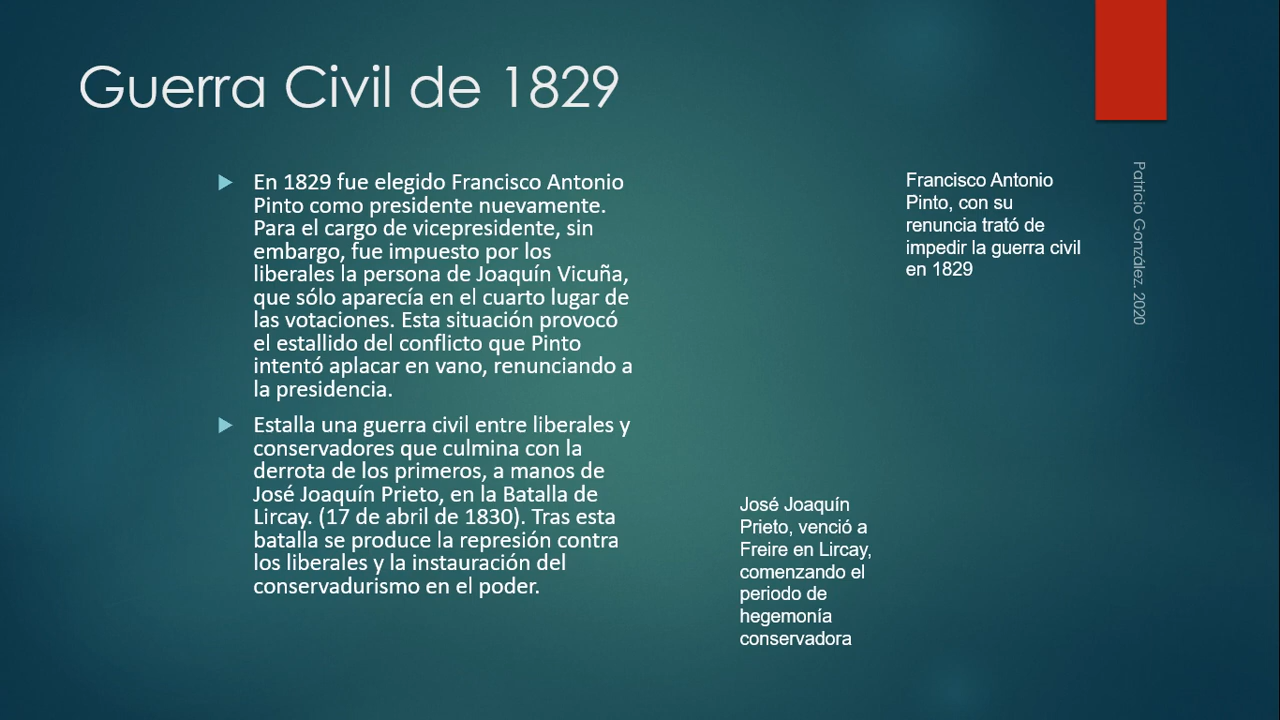 Guerra Civil de 1829
En 1829 fue elegido Francisco Antonio
Pinto como presidente nuevamente.
Para el cargo de vicepresidente, sin
embargo, fue impuesto por los
liberales la persona de Joaquín Vicuña,
que sólo aparecía en el cuarto lugar de
las votaciones. Esta situación provocó
el estallido del conflicto que Pinto
intentó aplacar en vano, renunciando a
la presidencia.
Estalla una guerra civil entre liberales y
conservadores que culmina con la
derrota de los primeros, a manos de
José Joaquín Prieto, en la Batalla de
Lircay. (17 de abril de 1830). Tras esta
batalla se produce la represión contra
los liberales y la instauración del
conservadurismo en el poder.
Francisco Antonio
Pinto, con su
renuncia trató de
impedir la guerra civil
en 1829
José Joaquín
Prieto, venció a
Freire en Lircay,
comenzando el
periodo de
hegemonía
conservadora
Patricio González. 2020